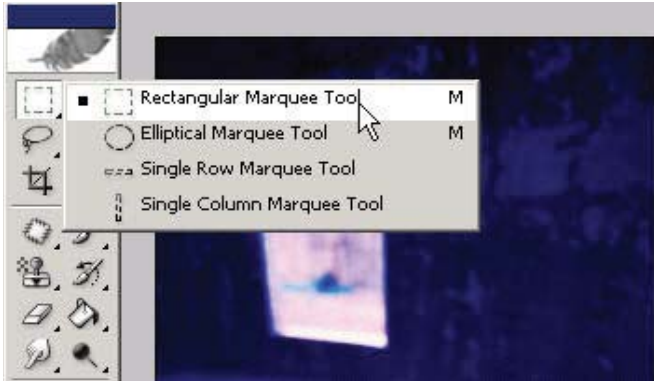 Rectangular Marquee Tool M
Elliptical Marquee Tool M
Single Row Marquee Tool
Single Column Marquee Tool